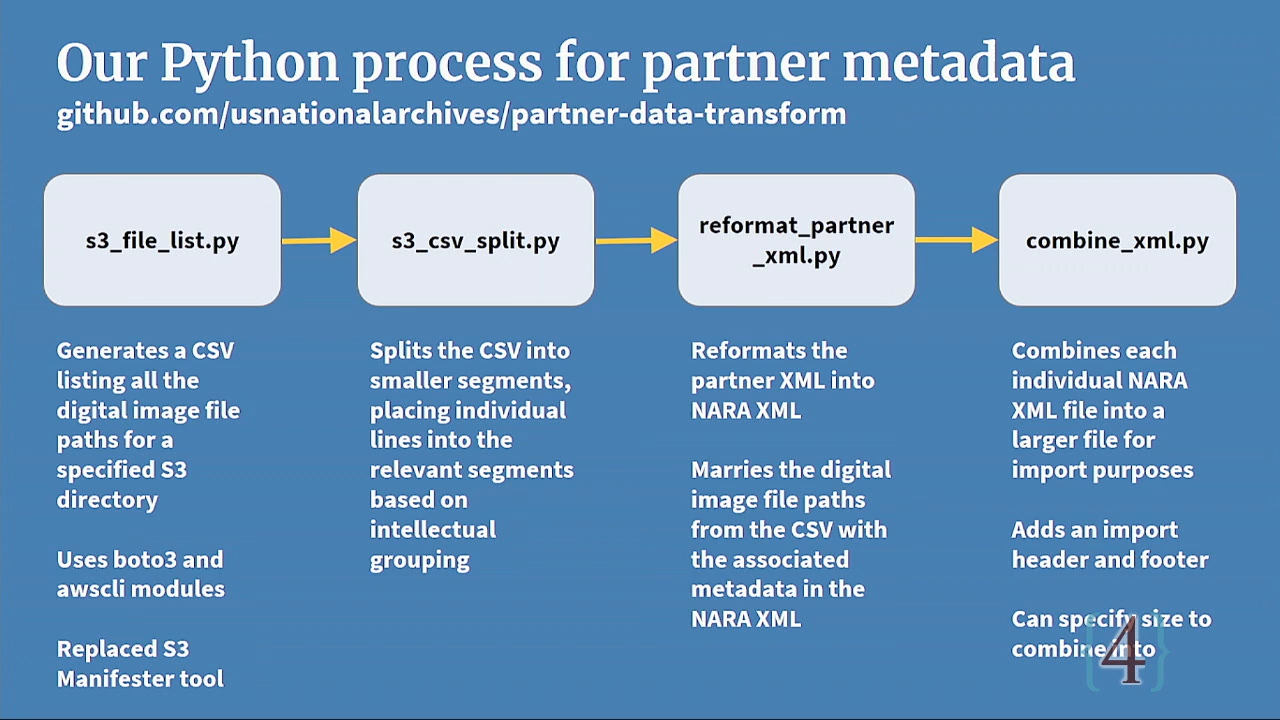 Our Python process for partner metadata
github.com/usnationalarchives/partner-data-transform
s3_file_list.py
s3_csv_split.py
reformat_partner
_xml.py
combine_xml.py
Generates a CSV
listing all the
digital image file
paths for a
specified S3
directory
Uses boto3 and
awscli modules
Replaced S3
Manifester tool
Splits the CSV into
smaller segments,
placing individual
lines into the
relevant segments
based on
intellectual
grouping
Reformats the
partner XML into
NARA XML
Marries the digital
image file paths
from the CSV with
the associated
metadata in the
NARA XML
Combines each
individual NARA
XML file into a
larger file for
import purposes
Adds an import
header and footer
Can specify size to
combine into
{4}